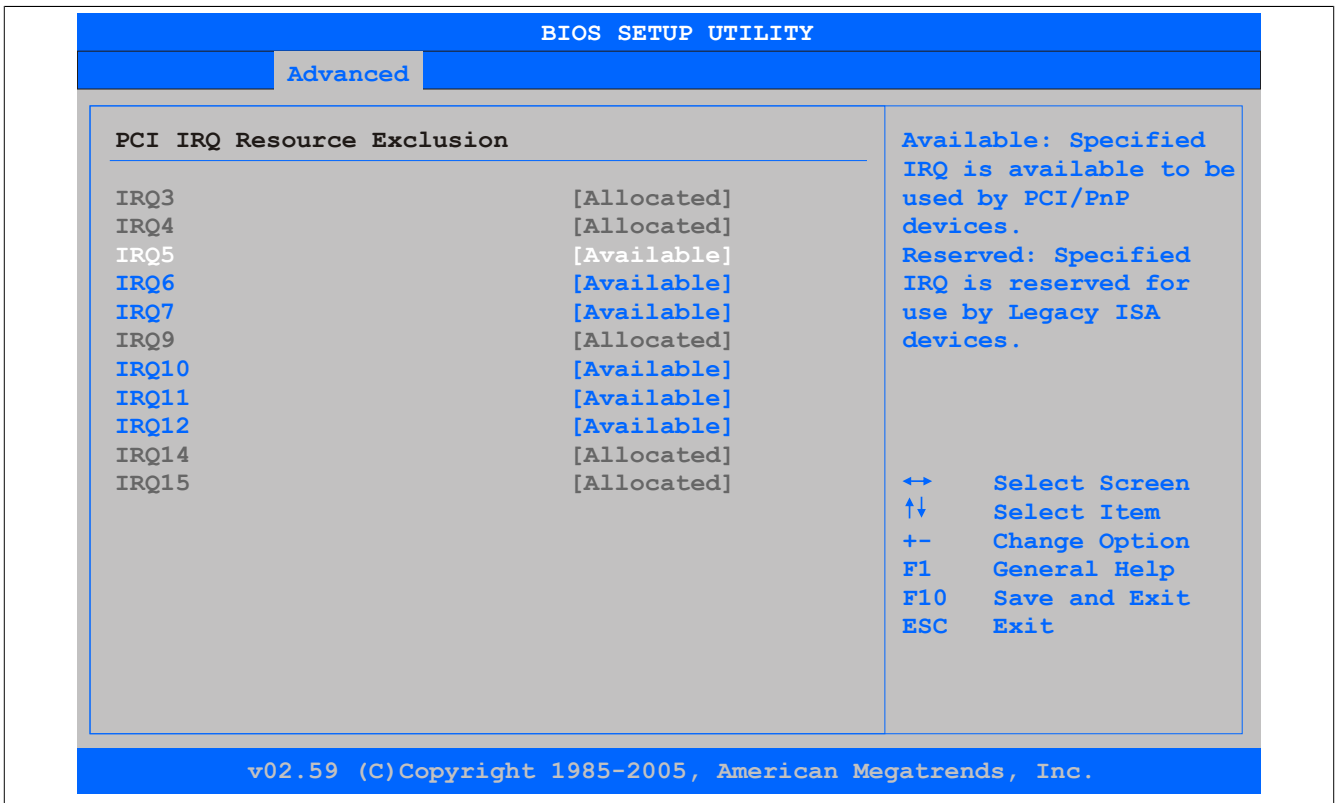 BIOS SETUP UTILITY
Advanced
PCI IRQ Resource Exclusion
IRQ3 [Allocated]
IRQ4 [Allocated]
IRQ5 [Available]
IRQ6 [Available]
IRQ7 [Available]
IRQ9 [Allocated]
IRQ10 [Available]
IRQ11 [Available]
IRQ12 [Available]
IRQ14 [Allocated]
IRQ15 [Allocated]
Available: Specified
IRQ is available to be
used by PCI/PnP
devices.
Reserved: Specified
IRQ is reserved for
use by Legacy ISA
devices.
↔ Select Screen
↑↓ Select Item
+- Change Option
F1 General Help
F10 Save and Exit
ESC Exit
v02.59 (C)Copyright 1985-2005, American Megatrends, Inc.